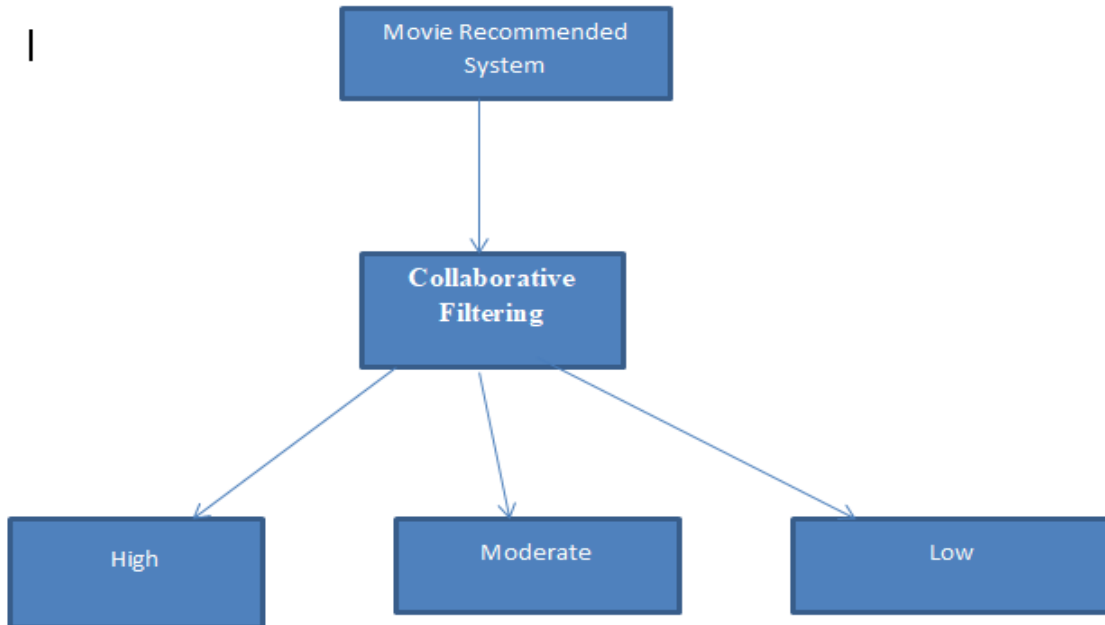 Movie Recommended
System
Collaborative
Filtering
High
Moderate
Low